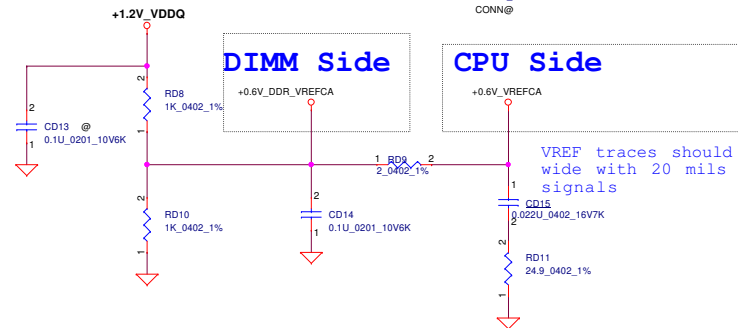 CONN@
+1.2V_VDDQ
DIMM Side
CPU Side
+0.6V_DDR_VREFCA
+0.6V_VREFCA
2
RD8
1K_0402_1%
1
2
CD13 @
0.1U_0201_10V6K
1
1 RD9 2
2_0402_1%
VREF traces should
wide with 20 mils
signals
2
RD10
1K_0402_1%
1
2
CD14
0.1U_0201_10V6K
1
1
CD15
0.022U_0402_16V7K
2
2
RD11
24.9_0402_1%
1